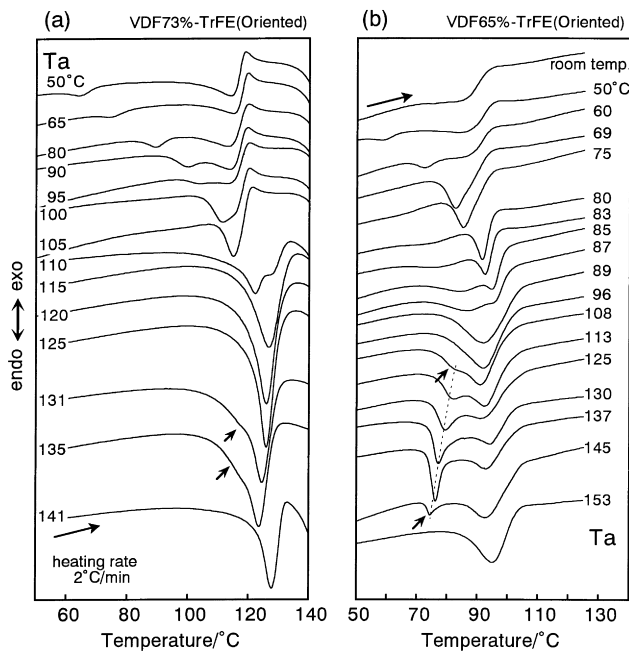 (a) VDF73%-TrFE(Oriented)
Ta
50˚C
65
80
90
95
100
105
110
115
120
125
131
135
141
heating rate
2˚C/min
endo ↔ exo
60 80 100 120 140
Temperature/˚C
(b) VDF65%-TrFE(Oriented)
room temp.
50˚C
60
69
75
80
83
85
87
89
96
108
113
125
130
137
145
153
Ta
50 70 90 110 130
Temperature/˚C